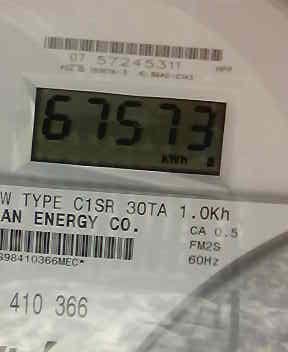 07 57245311
67573
KWH
W TYPE C1SR 30TA 1.0Kh
AN ENERGY CO.
CA 0.5
FM2S
60Hz
S98410366MEC*
410 366